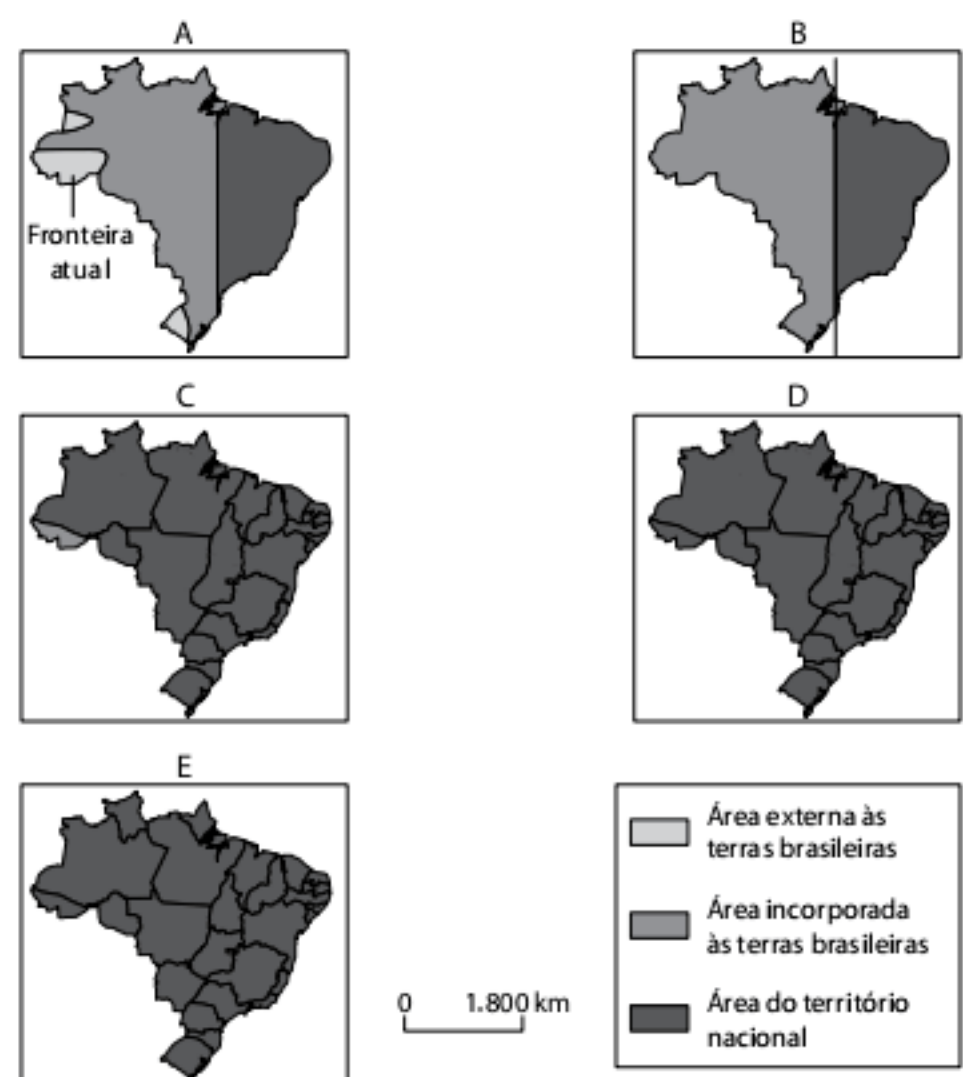 A
B
Fronteira
atual
C
D
E
0 1.800 km
Área externa às
terras brasileiras
Área incorporada
às terras brasileiras
Área do território
nacional